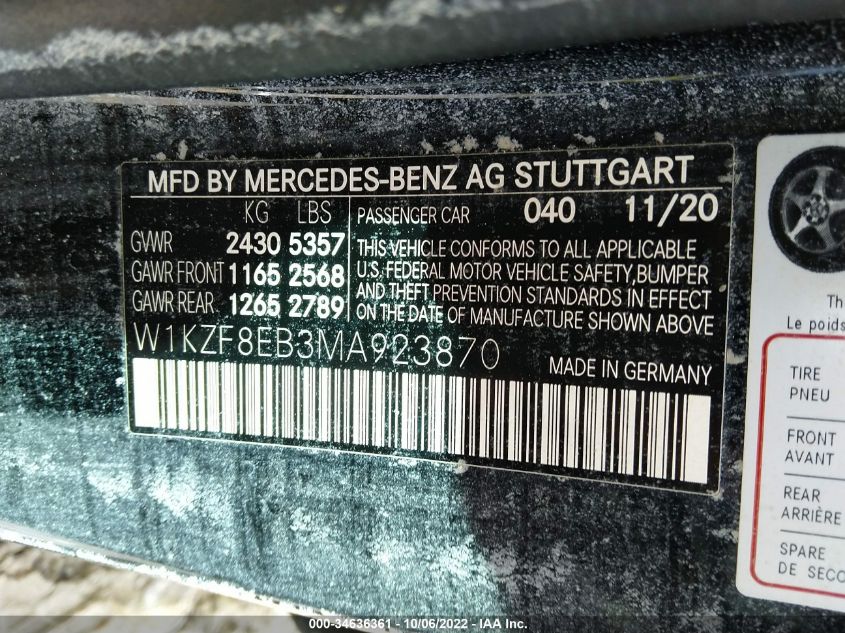 MFD BY MERCEDES-BENZ AG STUTTGART
KG LBS
GVWR 2430 5357
GAWR FRONT 1165 2568
GAWR REAR 1265 2789
PASSENGER CAR 040 11/20
THIS VEHICLE CONFORMS TO ALL APPLICABLE
U.S. FEDERAL MOTOR VEHICLE SAFETY, BUMPER
AND THEFT PREVENTION STANDARDS IN EFFECT
ON THE DATE OF MANUFACTURE SHOWN ABOVE
W1KZF8EB3MA923870
MADE IN GERMANY
Le poids
TIRE
PNEU
FRONT
AVANT
REAR
ARRIÈRE
SPARE
000-34636361 - 10/06/2022 - IAA Inc.